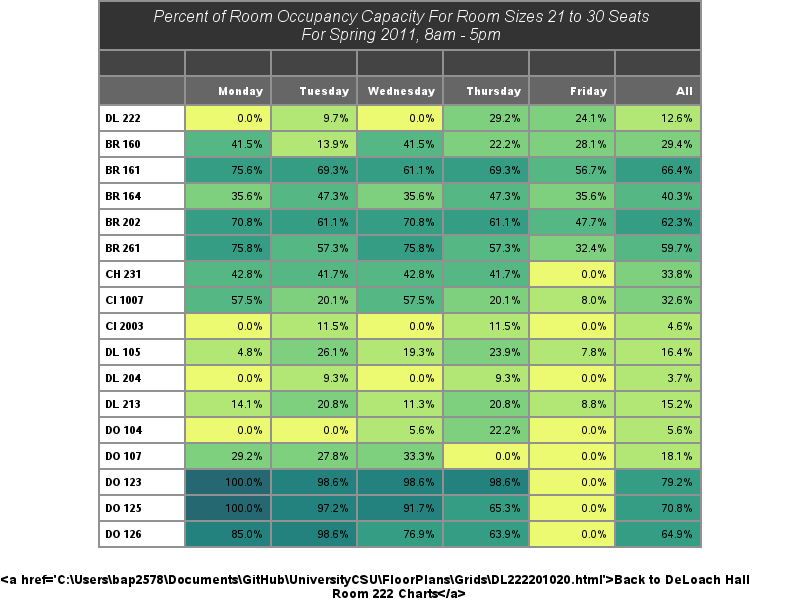 Percent of Room Occupancy Capacity For Room Sizes 21 to 30 Seats
For Spring 2011, 8am - 5pm
Monday Tuesday Wednesday Thursday Friday All
DL 222 0.0% 9.7% 0.0% 29.2% 24.1% 12.6%
BR 160 41.5% 13.9% 41.5% 22.2% 28.1% 29.4%
BR 161 75.6% 69.3% 61.1% 69.3% 56.7% 66.4%
BR 164 35.6% 47.3% 35.6% 47.3% 35.6% 40.3%
BR 202 70.8% 61.1% 70.8% 61.1% 47.7% 62.3%
BR 261 75.8% 57.3% 75.8% 57.3% 32.4% 59.7%
CH 231 42.8% 41.7% 42.8% 41.7% 0.0% 33.8%
CI 1007 57.5% 20.1% 57.5% 20.1% 8.0% 32.6%
CI 2003 0.0% 11.5% 0.0% 11.5% 0.0% 4.6%
DL 105 4.8% 26.1% 19.3% 23.9% 7.8% 16.4%
DL 204 0.0% 9.3% 0.0% 9.3% 0.0% 3.7%
DL 213 14.1% 20.8% 11.3% 20.8% 8.8% 15.2%
DO 104 0.0% 0.0% 5.6% 22.2% 0.0% 5.6%
DO 107 29.2% 27.8% 33.3% 0.0% 0.0% 18.1%
DO 123 100.0% 98.6% 98.6% 98.6% 0.0% 79.2%
DO 125 100.0% 97.2% 91.7% 65.3% 0.0% 70.8%
DO 126 85.0% 98.6% 76.9% 63.9% 0.0% 64.9%
<a href='C:\Users\bap2578\Documents\GitHub\UniversityCSU\FloorPlans\Grids\DL222201020.html'>Back to DeLoach Hall
Room 222 Charts</a>